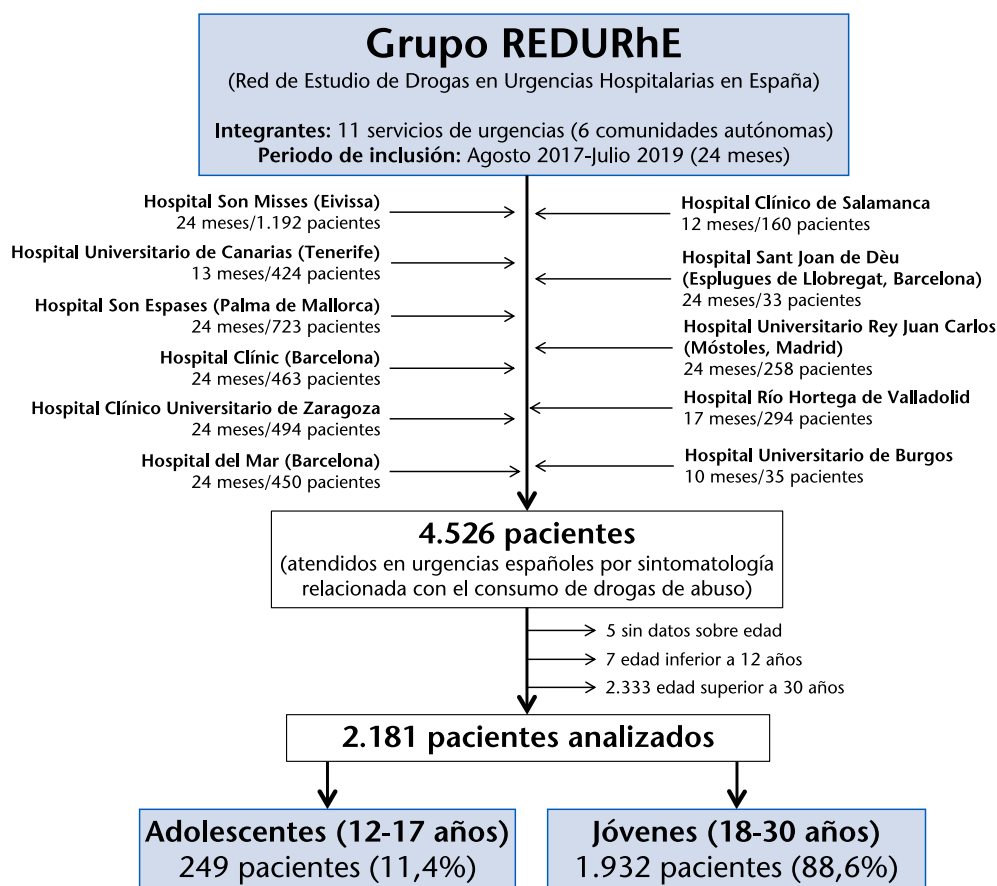 Grupo REDURhE
(Red de Estudio de Drogas en Urgencias Hospitalarias en España)
Integrantes: 11 servicios de urgencias (6 comunidades autónomas)
Periodo de inclusión: Agosto 2017-Julio 2019 (24 meses)
Hospital Son Misses (Eivissa)
24 meses/1.192 pacientes
Hospital Universitario de Canarias (Tenerife)
13 meses/424 pacientes
Hospital Son Espases (Palma de Mallorca)
24 meses/723 pacientes
Hospital Clínic (Barcelona)
24 meses/463 pacientes
Hospital Clínico Universitario de Zaragoza
24 meses/494 pacientes
Hospital del Mar (Barcelona)
24 meses/450 pacientes
Hospital Clínico de Salamanca
12 meses/160 pacientes
Hospital Sant Joan de Dèu
(Esplugues de Llobregat, Barcelona)
24 meses/33 pacientes
Hospital Universitario Rey Juan Carlos
(Móstoles, Madrid)
24 meses/258 pacientes
Hospital Río Hortega de Valladolid
17 meses/294 pacientes
Hospital Universitario de Burgos
10 meses/35 pacientes
4.526 pacientes
(atendidos en urgencias españoles por sintomatología
relacionada con el consumo de drogas de abuso)
5 sin datos sobre edad
7 edad inferior a 12 años
2.333 edad superior a 30 años
2.181 pacientes analizados
Adolescentes (12-17 años)
249 pacientes (11,4%)
Jóvenes (18-30 años)
1.932 pacientes (88,6%)